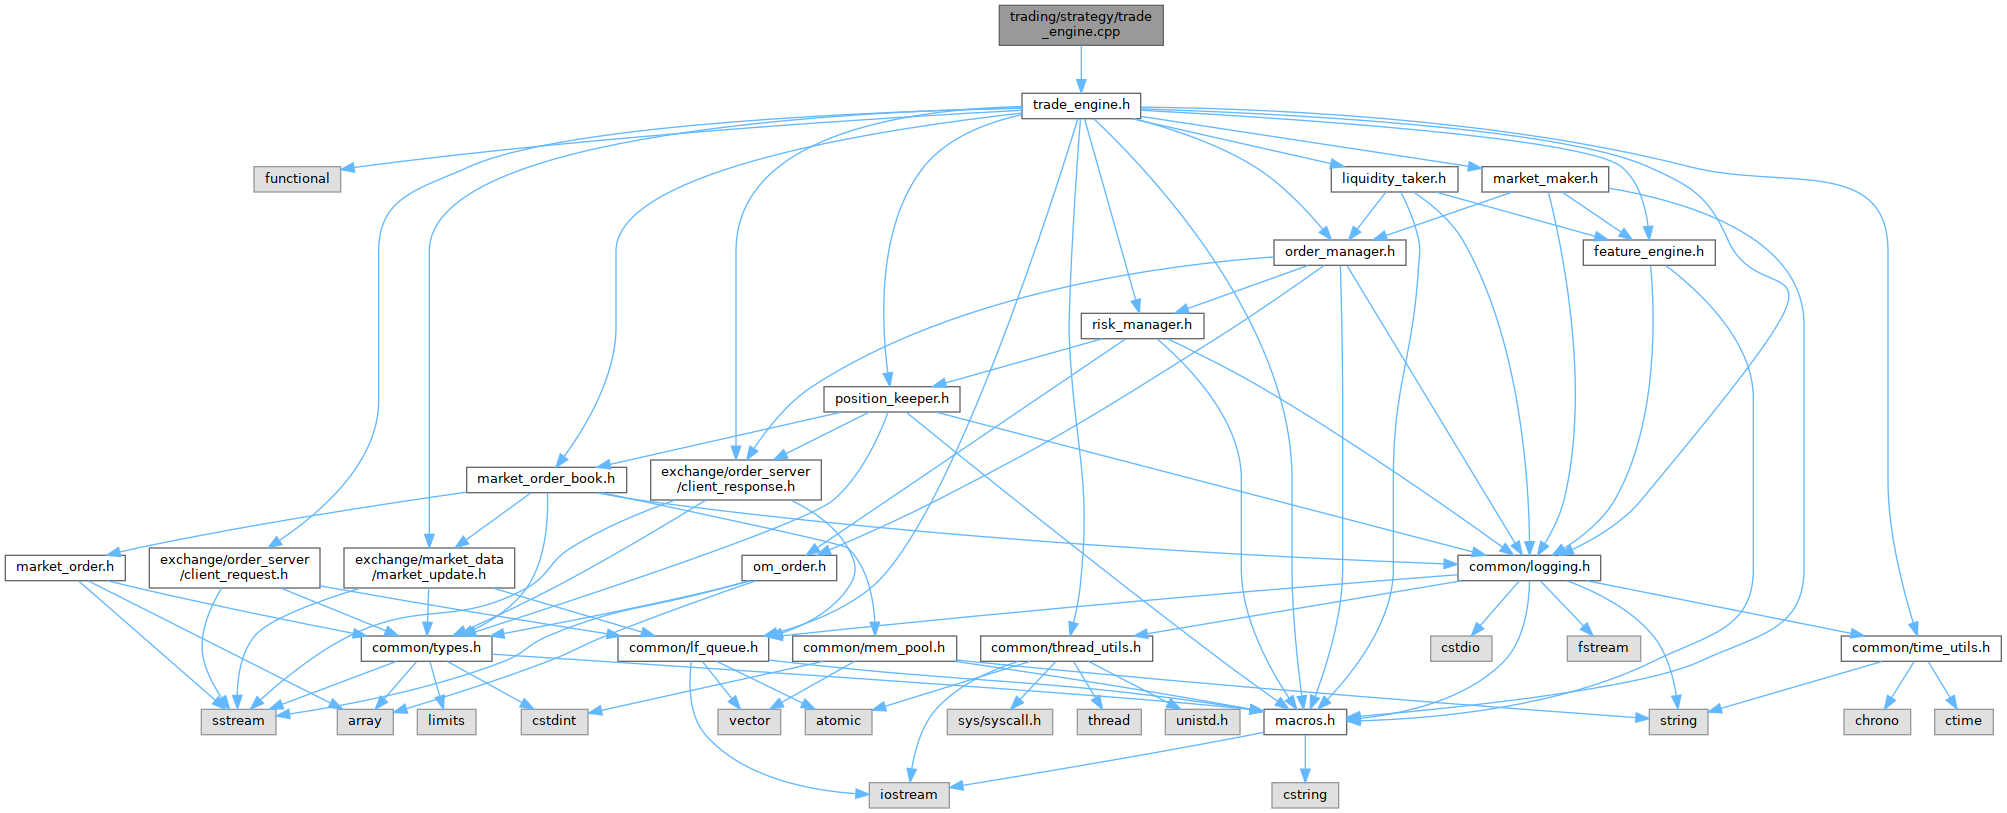 trading/strategy/trade
_engine.cpp
trade_engine.h
functional
liquidity_taker.h
market_maker.h
order_manager.h
feature_engine.h
risk_manager.h
position_keeper.h
market_order_book.h
exchange/order_server
/client_response.h
market_order.h
exchange/order_server
/client_request.h
exchange/market_data
/market_update.h
om_order.h
common/logging.h
common/types.h
common/lf_queue.h
common/mem_pool.h
common/thread_utils.h
cstdio
fstream
common/time_utils.h
sstream
array
limits
cstdint
vector
atomic
sys/syscall.h
thread
unistd.h
macros.h
string
chrono
ctime
iostream
cstring